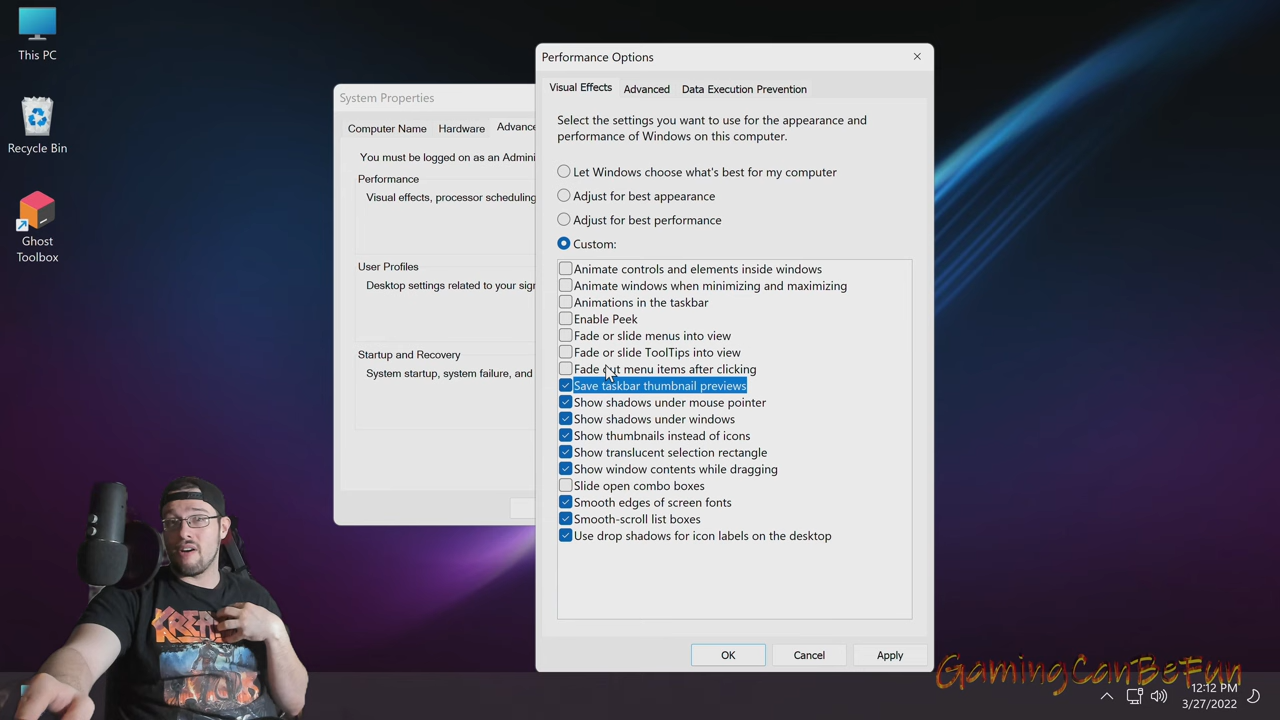 This PC
Recycle Bin
Ghost
Toolbox
System Properties
Computer Name
Hardware
Advance
You must be logged on as an Admini
Performance
Visual effects, processor scheduling
User Profiles
Desktop settings related to your sign
Startup and Recovery
System startup, system failure, and
Performance Options
Visual Effects
Advanced
Data Execution Prevention
Select the settings you want to use for the appearance and
performance of Windows on this computer.
Let Windows choose what's best for my computer
Adjust for best appearance
Adjust for best performance
Custom:
Animate controls and elements inside windows
Animate windows when minimizing and maximizing
Animations in the taskbar
Enable Peek
Fade or slide menus into view
Fade or slide ToolTips into view
Fade out menu items after clicking
Save taskbar thumbnail previews
Show shadows under mouse pointer
Show shadows under windows
Show thumbnails instead of icons
Show translucent selection rectangle
Show window contents while dragging
Slide open combo boxes
Smooth edges of screen fonts
Smooth-scroll list boxes
Use drop shadows for icon labels on the desktop
OK
Cancel
Apply
GamingCanBeFun
12:12 PM
3/27/2022